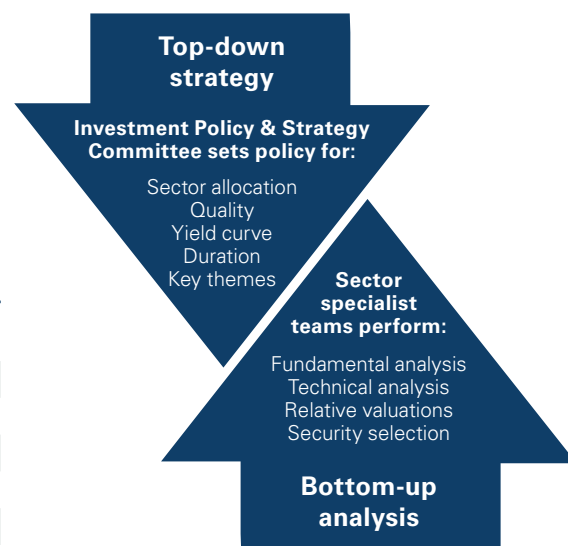 Top-down
strategy
Investment Policy & Strategy
Committee sets policy for:
Sector allocation
Quality
Yield curve
Duration
Key themes
Sector
specialist
teams perform:
Fundamental analysis
Technical analysis
Relative valuations
Security selection
Bottom-up
analysis